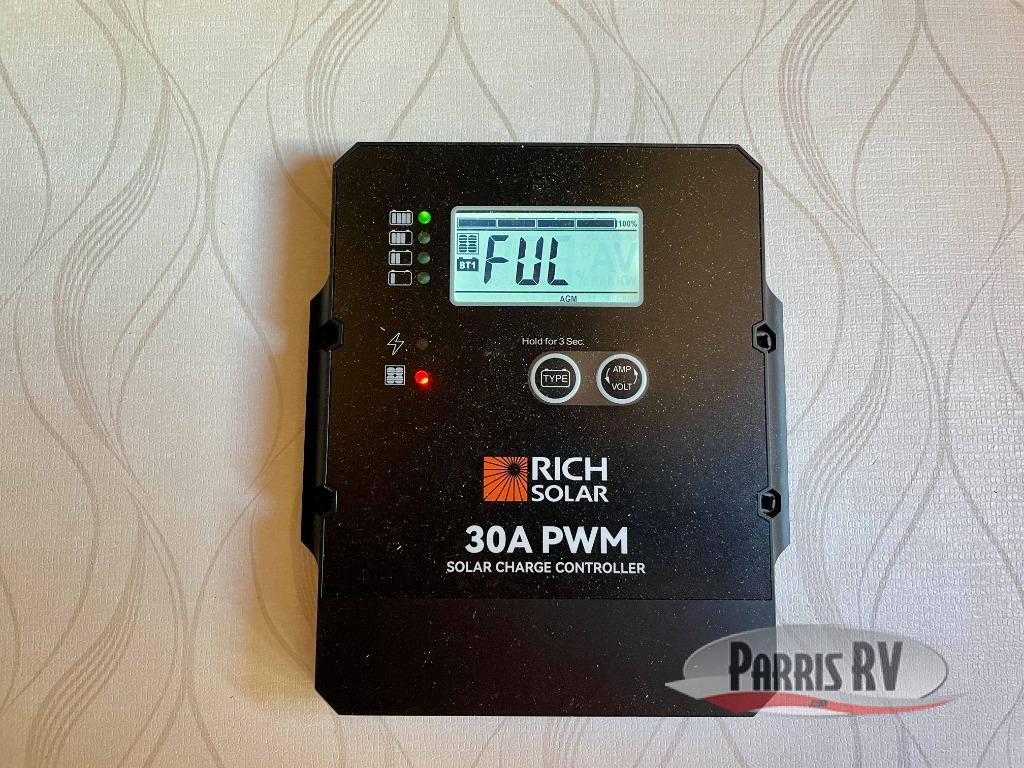 100%
BT1
FUL
AGM
Hold for 3 Sec.
TYPE
AMP
VOLT
RICH
SOLAR
30A PWM
SOLAR CHARGE CONTROLLER
PARRIS RV